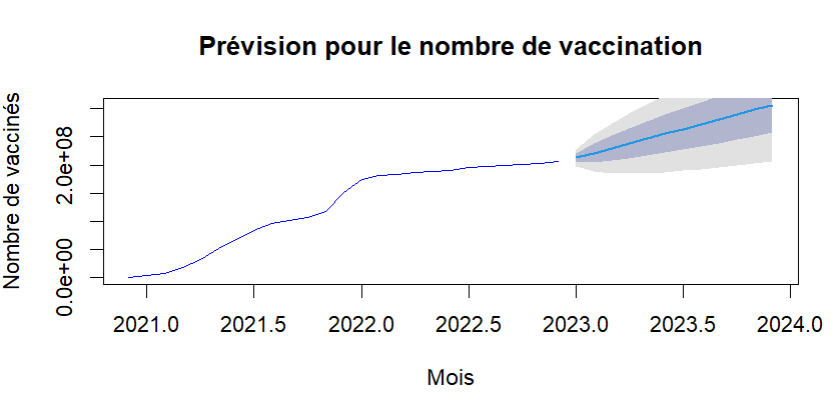 Prévision pour le nombre de vaccination
Nombre de vaccinés
2.0e+08
0.0e+00
2021.0 2021.5 2022.0 2022.5 2023.0 2023.5 2024.0
Mois